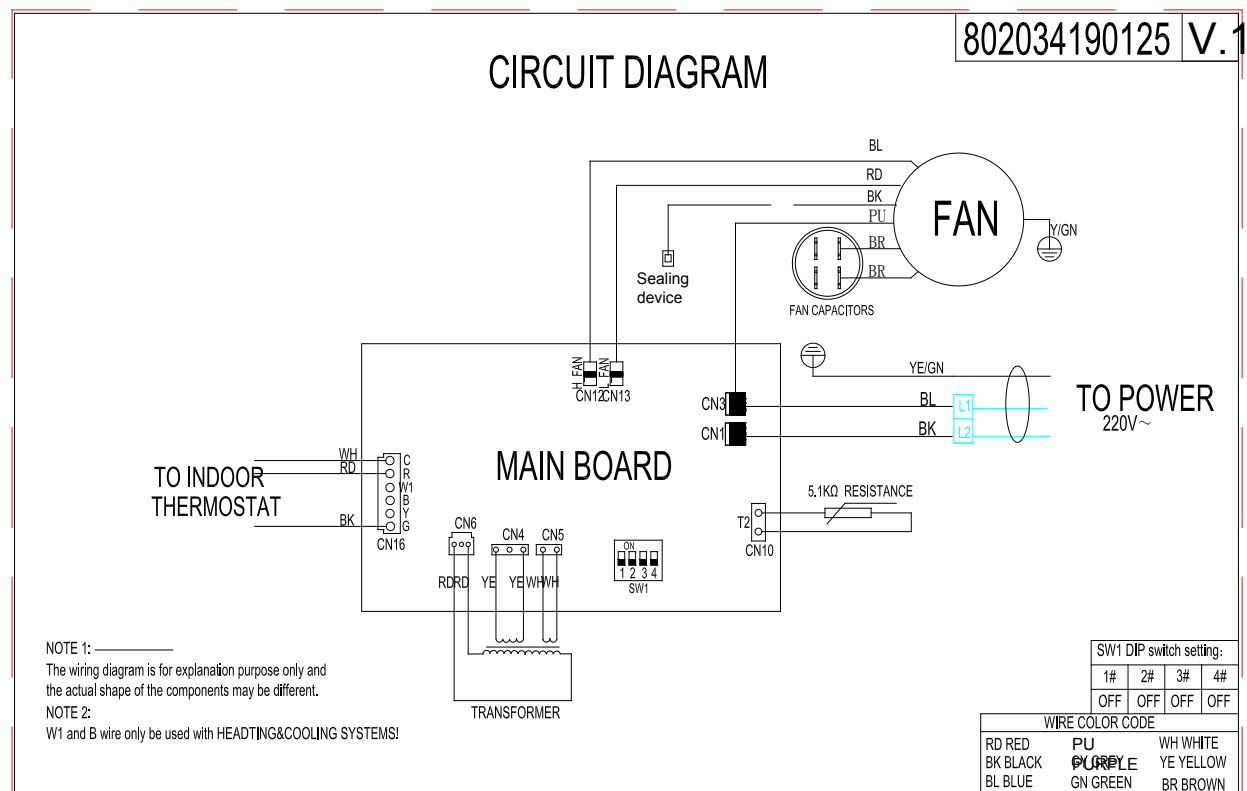 802034190125 V.1
CIRCUIT DIAGRAM
BL
RD
BK
PU
BR
BR
FAN
Y/GN
Sealing
device
FAN CAPACITORS
H_FAN
L_FAN
CN12
CN13
YE/GN
CN3
BL
L1
TO POWER
220V~
CN1
BK
L2
MAIN BOARD
TO INDOOR
THERMOSTAT
WH
RD
BK
C
R
W1
B
Y
G
CN16
5.1KΩ RESISTANCE
T2
CN10
CN6
CN4
CN5
ON
1 2 3 4
SW1
RD
RD
YE
YE
WH
WH
TRANSFORMER
NOTE 1:
The wiring diagram is for explanation purpose only and
the actual shape of the components may be different.
NOTE 2:
W1 and B wire only be used with HEADTING&COOLING SYSTEMS!
SW1 DIP switch setting:
1# 2# 3# 4#
OFF OFF OFF OFF
WIRE COLOR CODE
RD RED PU PURPLE WH WHITE
BK BLACK GY GREY YE YELLOW
BL BLUE GN GREEN BR BROWN